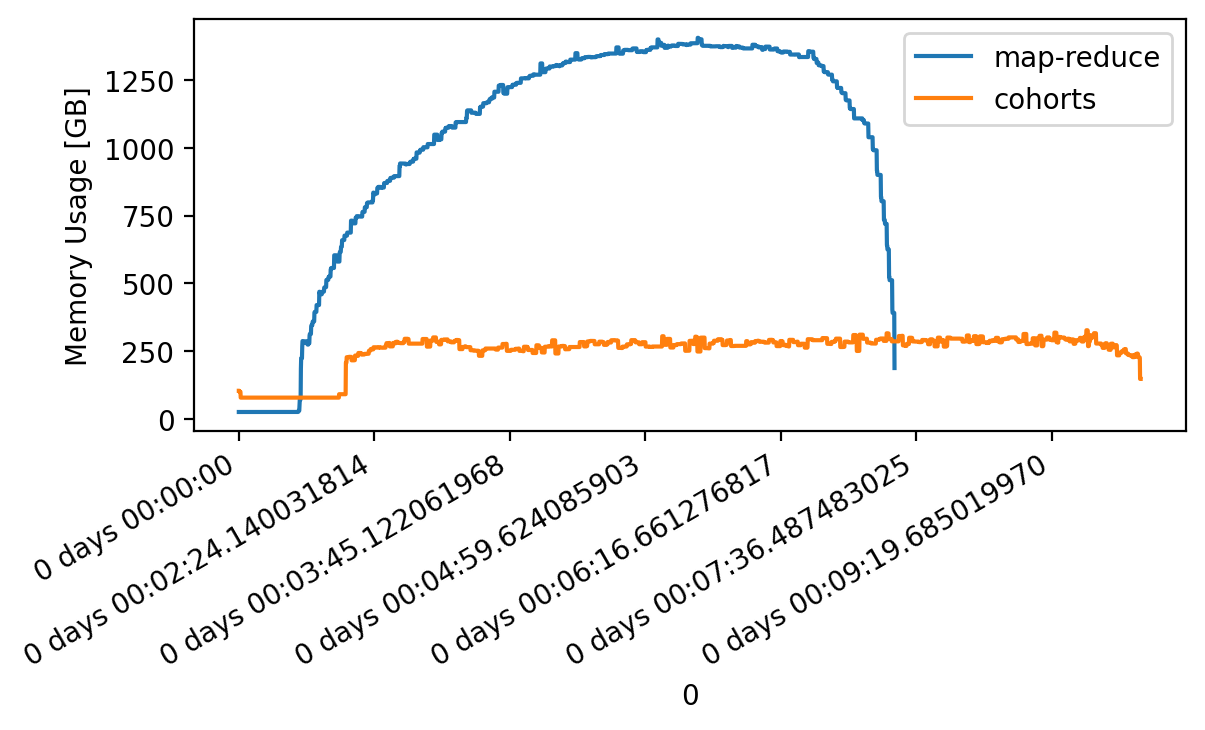 map-reduce
cohorts
Memory Usage [GB]
1250
1000
750
500
250
0
0 days 00:00:00
0 days 00:02:24.140031814
0 days 00:03:45.122061968
0 days 00:04:59.624085903
0 days 00:06:16.661276817
0 days 00:07:36.487483025
0 days 00:09:19.685019970
0